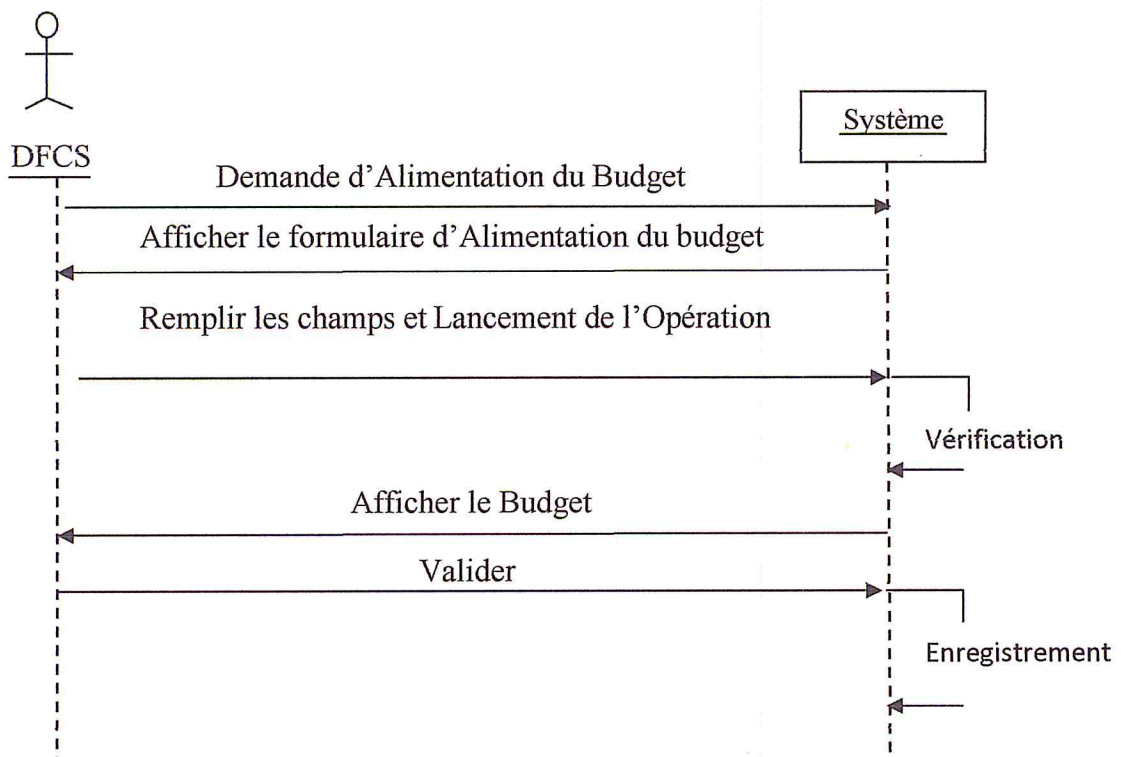 Système
DFCS
Demande d’Alimentation du Budget
Afficher le formulaire d’Alimentation du budget
Remplir les champs et Lancement de l’Opération
Vérification
Afficher le Budget
Valider
Enregistrement